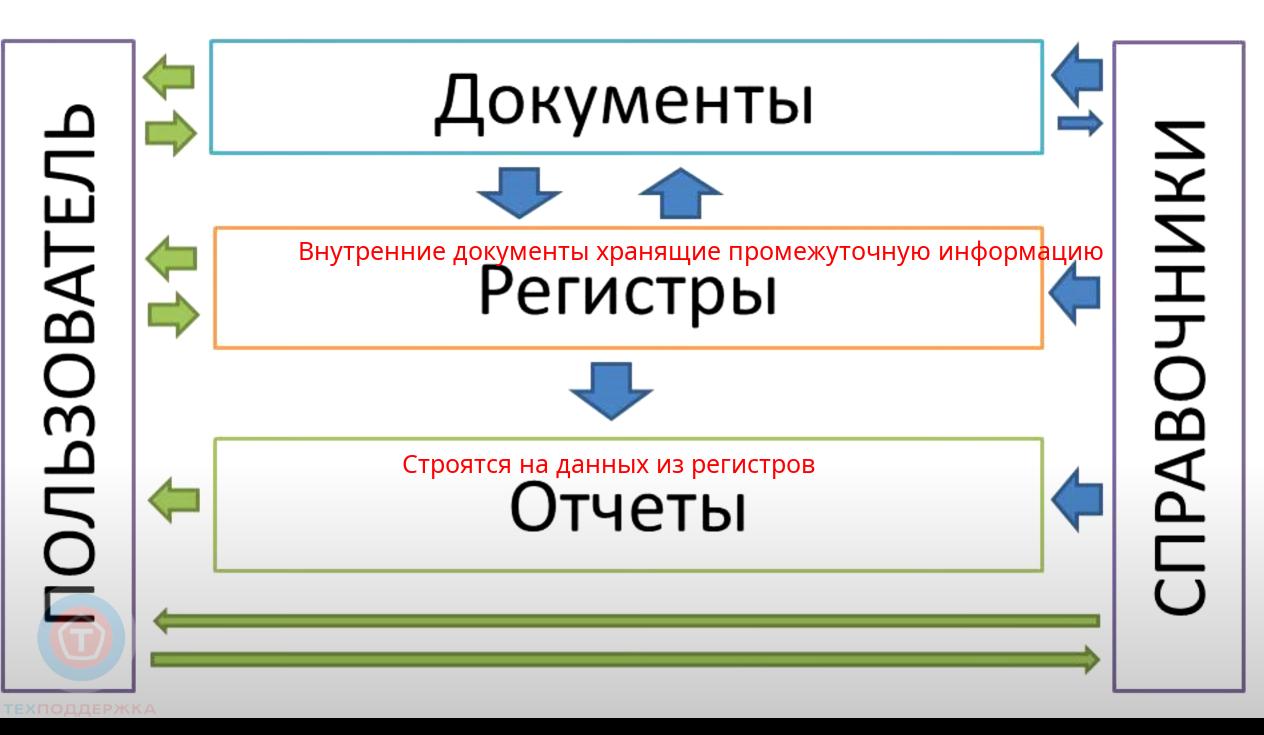 ПОЛЬЗОВАТЕЛЬ
Документы
Внутренние документы хранящие промежуточную информацию
Регистры
Строятся на данных из регистров
Отчеты
СПРАВОЧНИКИ
Т
ТЕХПОДДЕРЖКА